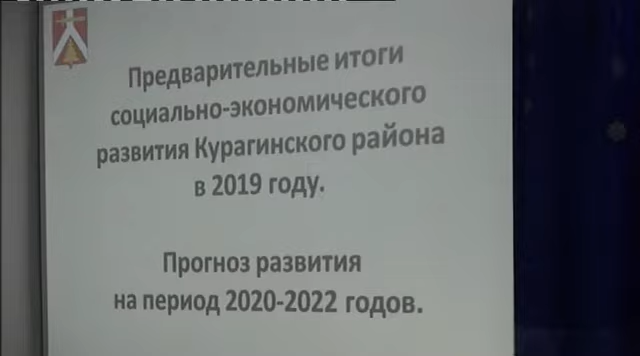 Предварительные итоги
социально-экономического
развития Курагинского района
в 2019 году.
Прогноз развития
на период 2020-2022 годов.